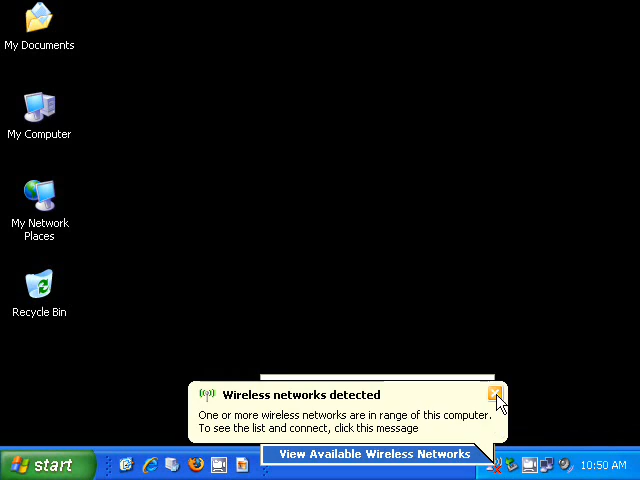 My Documents
My Computer
My Network
Places
Recycle Bin
Wireless networks detected
One or more wireless networks are in range of this computer.
To see the list and connect, click this message
View Available Wireless Networks
start
10:50 AM